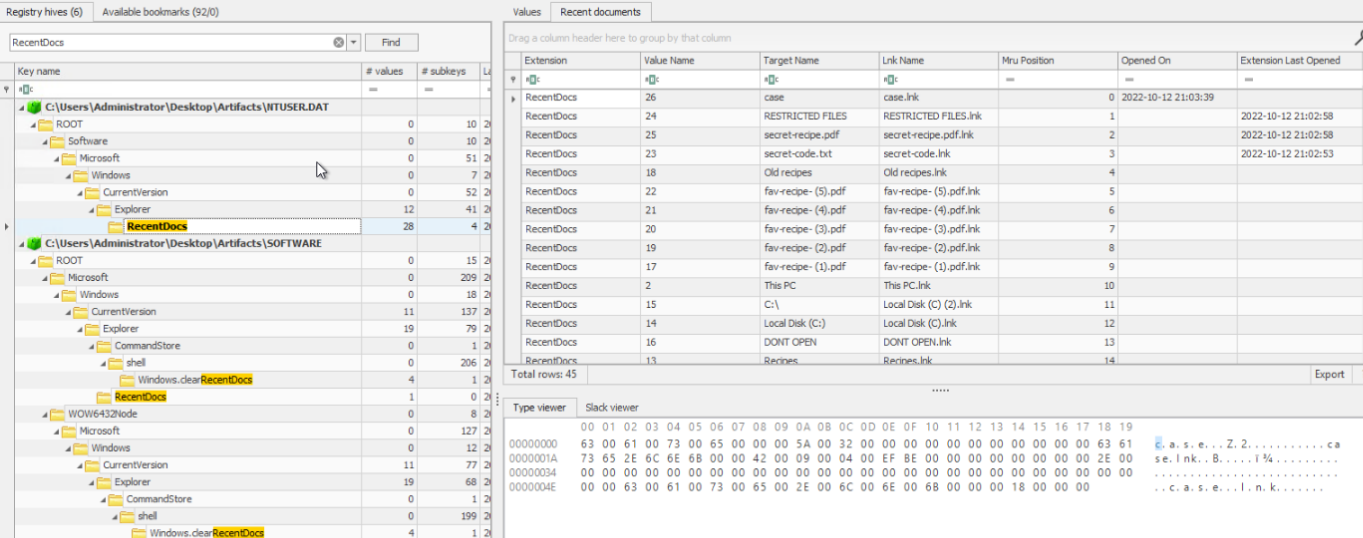 Registry hives (6) Available bookmarks (92/0)
RecentDocs Find
Key name # values # subkeys La
= =
C:\Users\Administrator\Desktop\Artifacts\NTUSER.DAT
ROOT 0 10 2
Software 0 10 2
Microsoft 0 51 2
Windows 0 7 2
CurrentVersion 0 52 2
Explorer 12 41 2
RecentDocs 28 4 2
C:\Users\Administrator\Desktop\Artifacts\SOFTWARE
ROOT 0 15 2
Microsoft 0 209 2
Windows 0 18 2
CurrentVersion 11 137 2
Explorer 19 79 2
CommandStore 0 1 2
shell 0 206 2
Windows.clearRecentDocs 4 1 2
RecentDocs 1 0 2
WOW6432Node 0 8 2
Microsoft 0 127 2
Windows 0 12 2
CurrentVersion 11 77 2
Explorer 19 68 2
CommandStore 0 1 2
shell 0 199 2
Windows.clearRecentDocs 4 1 2
Values Recent documents
Drag a column header here to group by that column
Extension Value Name Target Name Lnk Name Mru Position Opened On Extension Last Opened
= = =
RecentDocs 26 case case.lnk 0 2022-10-12 21:03:39
RecentDocs 24 RESTRICTED FILES RESTRICTED FILES.lnk 1 2022-10-12 21:02:58
RecentDocs 25 secret-recipe.pdf secret-recipe.pdf.lnk 2 2022-10-12 21:02:58
RecentDocs 23 secret-code.txt secret-code.lnk 3 2022-10-12 21:02:53
RecentDocs 18 Old recipes Old recipes.lnk 4
RecentDocs 22 fav-recipe- (5).pdf fav-recipe- (5).pdf.lnk 5
RecentDocs 21 fav-recipe- (4).pdf fav-recipe- (4).pdf.lnk 6
RecentDocs 20 fav-recipe- (3).pdf fav-recipe- (3).pdf.lnk 7
RecentDocs 19 fav-recipe- (2).pdf fav-recipe- (2).pdf.lnk 8
RecentDocs 17 fav-recipe- (1).pdf fav-recipe- (1).pdf.lnk 9
RecentDocs 2 This PC This PC.lnk 10
RecentDocs 15 C:\ Local Disk (C) (2).lnk 11
RecentDocs 14 Local Disk (C:) Local Disk (C).lnk 12
RecentDocs 16 DONT OPEN DONT OPEN.lnk 13
RecentDocs 13 Recipes Recipes.lnk 14
Total rows: 45 Export
Type viewer Slack viewer
00 01 02 03 04 05 06 07 08 09 0A 0B 0C 0D 0E 0F 10 11 12 13 14 15 16 17 18 19
00000000 63 00 61 00 73 00 65 00 00 00 5A 00 32 00 00 00 00 00 00 00 00 00 00 00 63 61 c.a.s.e...Z.2...........ca
0000001A 73 65 2E 6C 6E 6B 00 00 42 00 09 00 04 00 EF BE 00 00 00 00 00 00 00 00 2E 00 se.lnk..B.....ï¾..........
00000034 00 00 00 00 00 00 00 00 00 00 00 00 00 00 00 00 00 00 00 00 00 00 00 00 00 00 ..........................
0000004E 00 00 63 00 61 00 73 00 65 00 2E 00 6C 00 6E 00 6B 00 00 00 18 00 00 00 ..c.a.s.e...l.n.k.......